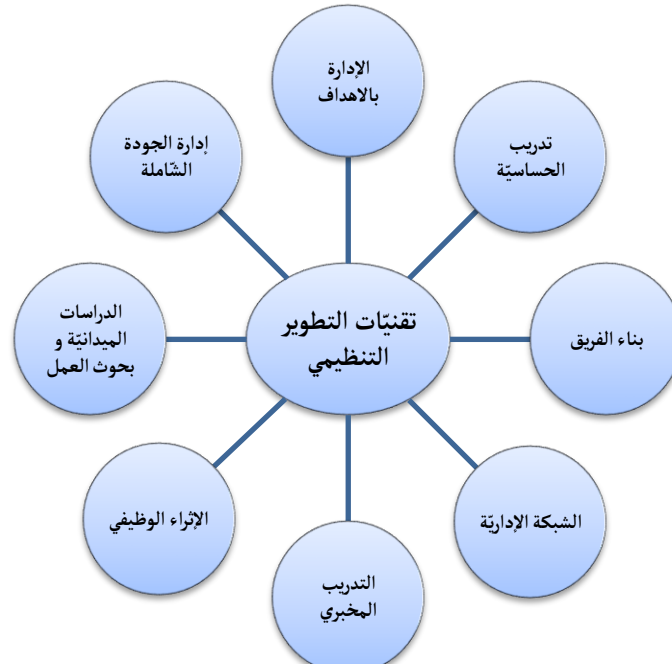 الإدارة
بالاهداف
تدريب
الحساسيّة
إدارة الجودة
الشّاملة
تقنيّات التطوير
التنظيمي
بناء الفريق
الدراسات
الميدانيّة و
بحوث العمل
الشبكة الإداريّة
الإثراء الوظيفي
التدريب
المخبري